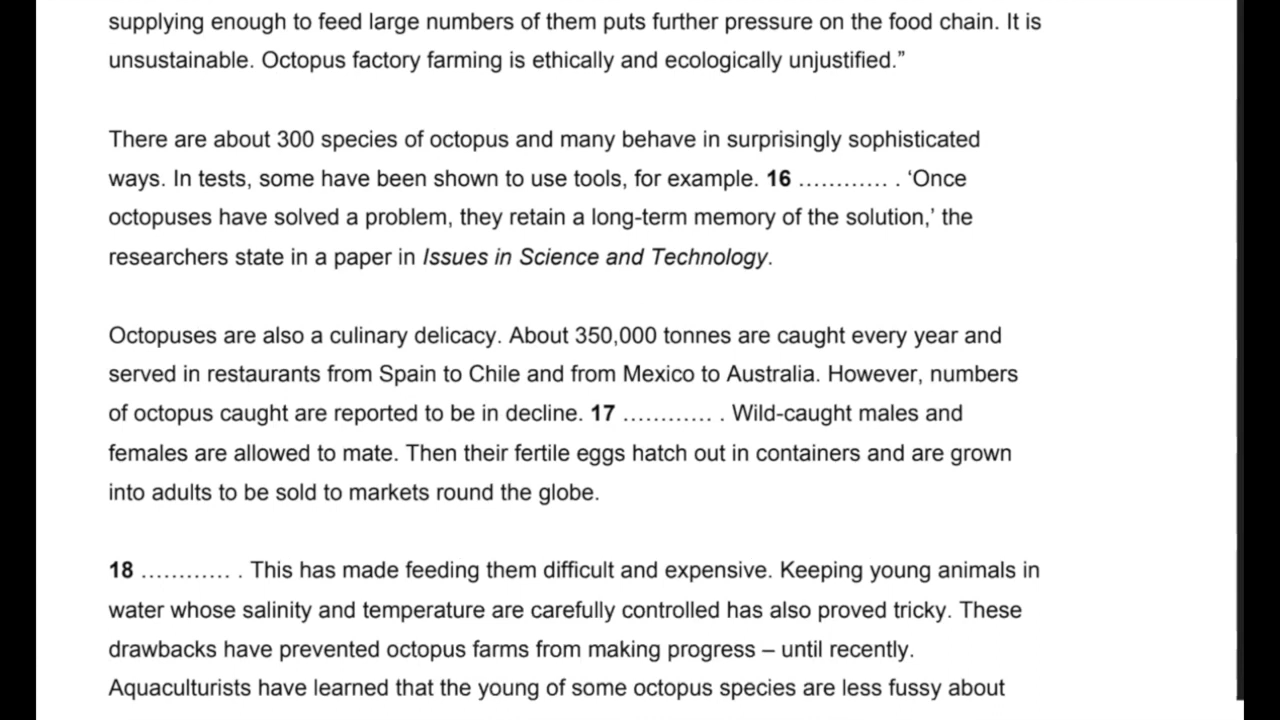 supplying enough to feed large numbers of them puts further pressure on the food chain. It is
unsustainable. Octopus factory farming is ethically and ecologically unjustified.”
There are about 300 species of octopus and many behave in surprisingly sophisticated
ways. In tests, some have been shown to use tools, for example. 16 ………… . ‘Once
octopuses have solved a problem, they retain a long-term memory of the solution,’ the
researchers state in a paper in Issues in Science and Technology.
Octopuses are also a culinary delicacy. About 350,000 tonnes are caught every year and
served in restaurants from Spain to Chile and from Mexico to Australia. However, numbers
of octopus caught are reported to be in decline. 17 ………… . Wild-caught males and
females are allowed to mate. Then their fertile eggs hatch out in containers and are grown
into adults to be sold to markets round the globe.
18 ………… . This has made feeding them difficult and expensive. Keeping young animals in
water whose salinity and temperature are carefully controlled has also proved tricky. These
drawbacks have prevented octopus farms from making progress – until recently.
Aquaculturists have learned that the young of some octopus species are less fussy about